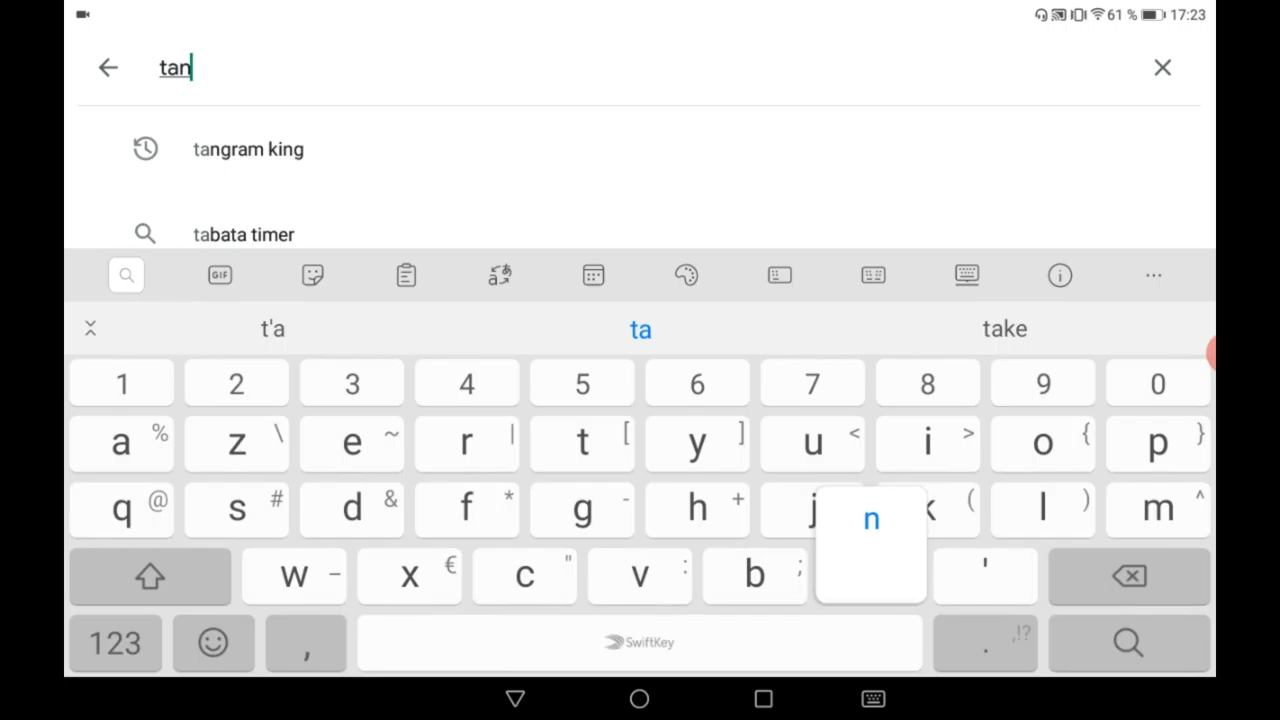 61 % 17:23
tan
tangram king
tabata timer
GIF
t'a ta take
1 2 3 4 5 6 7 8 9 0
a % z \ e ~ r | t [ y ] u < i > o { p }
q @ s # d & f * g - h + j k ( l ) m ^
w _ x € c " v : b ; n '
123 , SwiftKey . ,!?